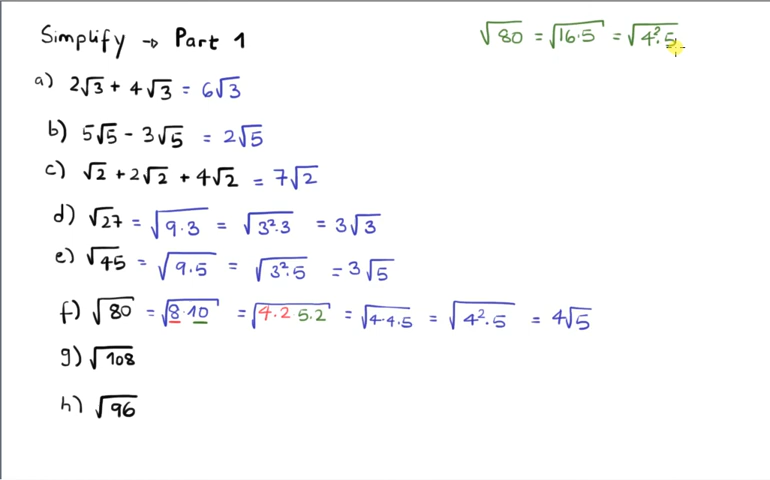 Simplify → Part 1
√80 = √16·5 = √4²·5
a) 2√3 + 4√3 = 6√3
b) 5√5 - 3√5 = 2√5
c) √2 + 2√2 + 4√2 = 7√2
d) √27 = √9·3 = √3²·3 = 3√3
e) √45 = √9·5 = √3²·5 = 3√5
f) √80 = √8·10 = √4·2 5·2 = √4·4·5 = √4²·5 = 4√5
g) √108
h) √96